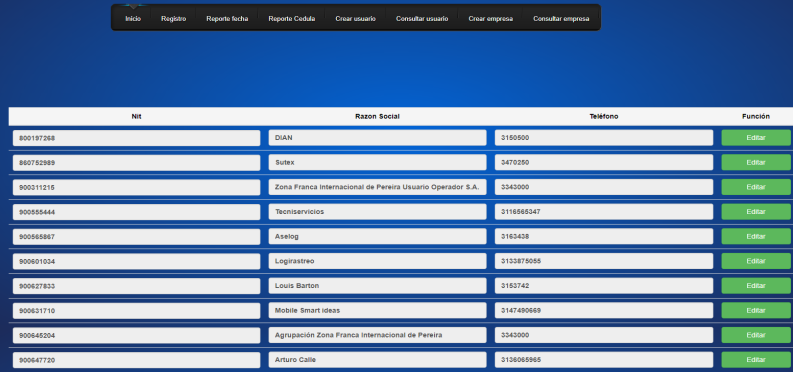 Inicio Registro Reporte fecha Reporte Cedula Crear usuario Consultar usuario Crear empresa Consultar empresa
Nit Razon Social Teléfono Función
800197268 DIAN 3150500 Editar
860752989 Sutex 3470250 Editar
900311215 Zona Franca Internacional de Pereira Usuario Operador S.A. 3343000 Editar
900555444 Tecniservicios 3116565347 Editar
900565867 Aselog 3163438 Editar
900601034 Logirastreo 3133875055 Editar
900627833 Louis Barton 3153742 Editar
900631710 Mobile Smart ideas 3147490669 Editar
900645204 Agrupación Zona Franca Internacional de Pereira 3343000 Editar
900647720 Arturo Calle 3136065965 Editar